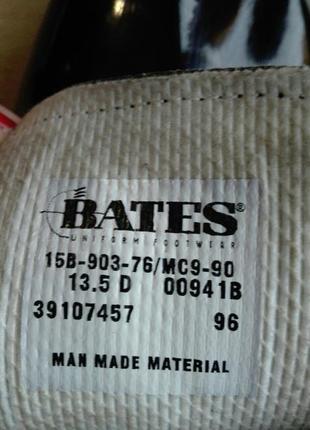 BATES®
UNIFORM FOOTWEAR
15B-903-76/MC9-90
13.5 D 00941B
39107457 96
MAN MADE MATERIAL